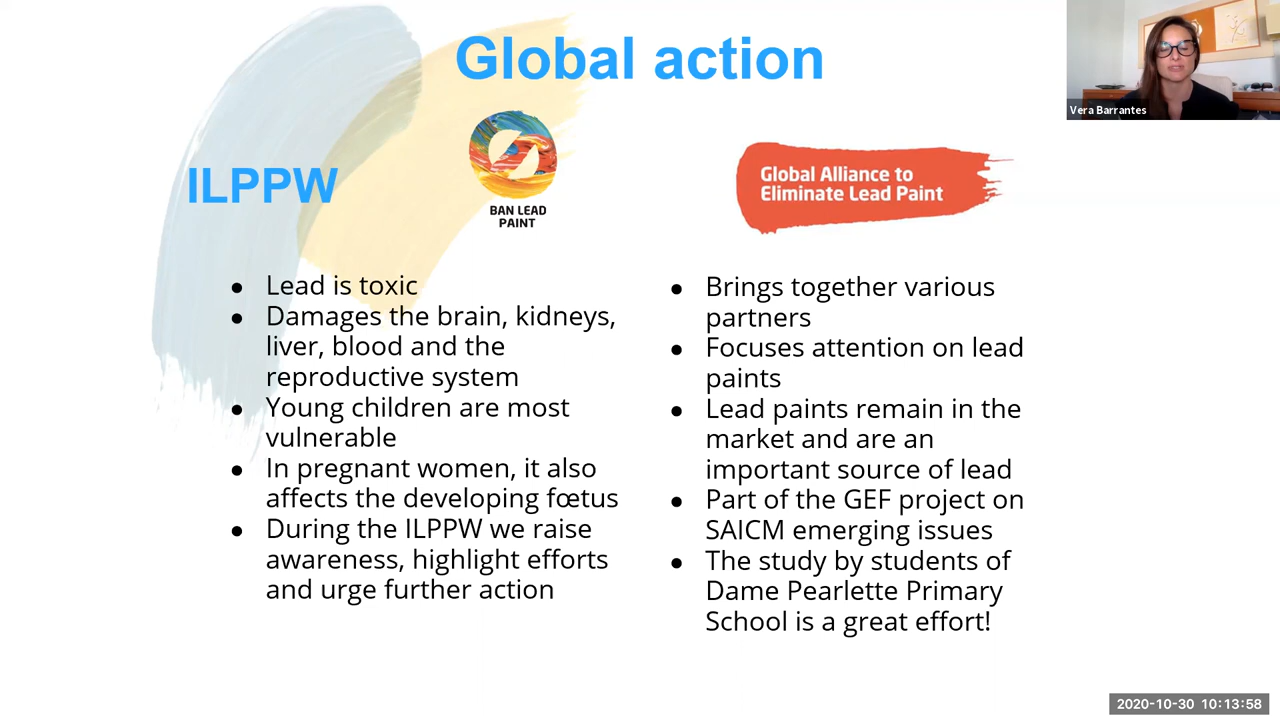 Global action
Vera Barrantes
ILPPW
BAN LEAD
PAINT
● Lead is toxic
● Damages the brain, kidneys,
liver, blood and the
reproductive system
● Young children are most
vulnerable
● In pregnant women, it also
affects the developing fœtus
● During the ILPPW we raise
awareness, highlight efforts
and urge further action
Global Alliance to
Eliminate Lead Paint
● Brings together various
partners
● Focuses attention on lead
paints
● Lead paints remain in the
market and are an
important source of lead
● Part of the GEF project on
SAICM emerging issues
● The study by students of
Dame Pearlette Primary
School is a great effort!
2020-10-30 10:13:58